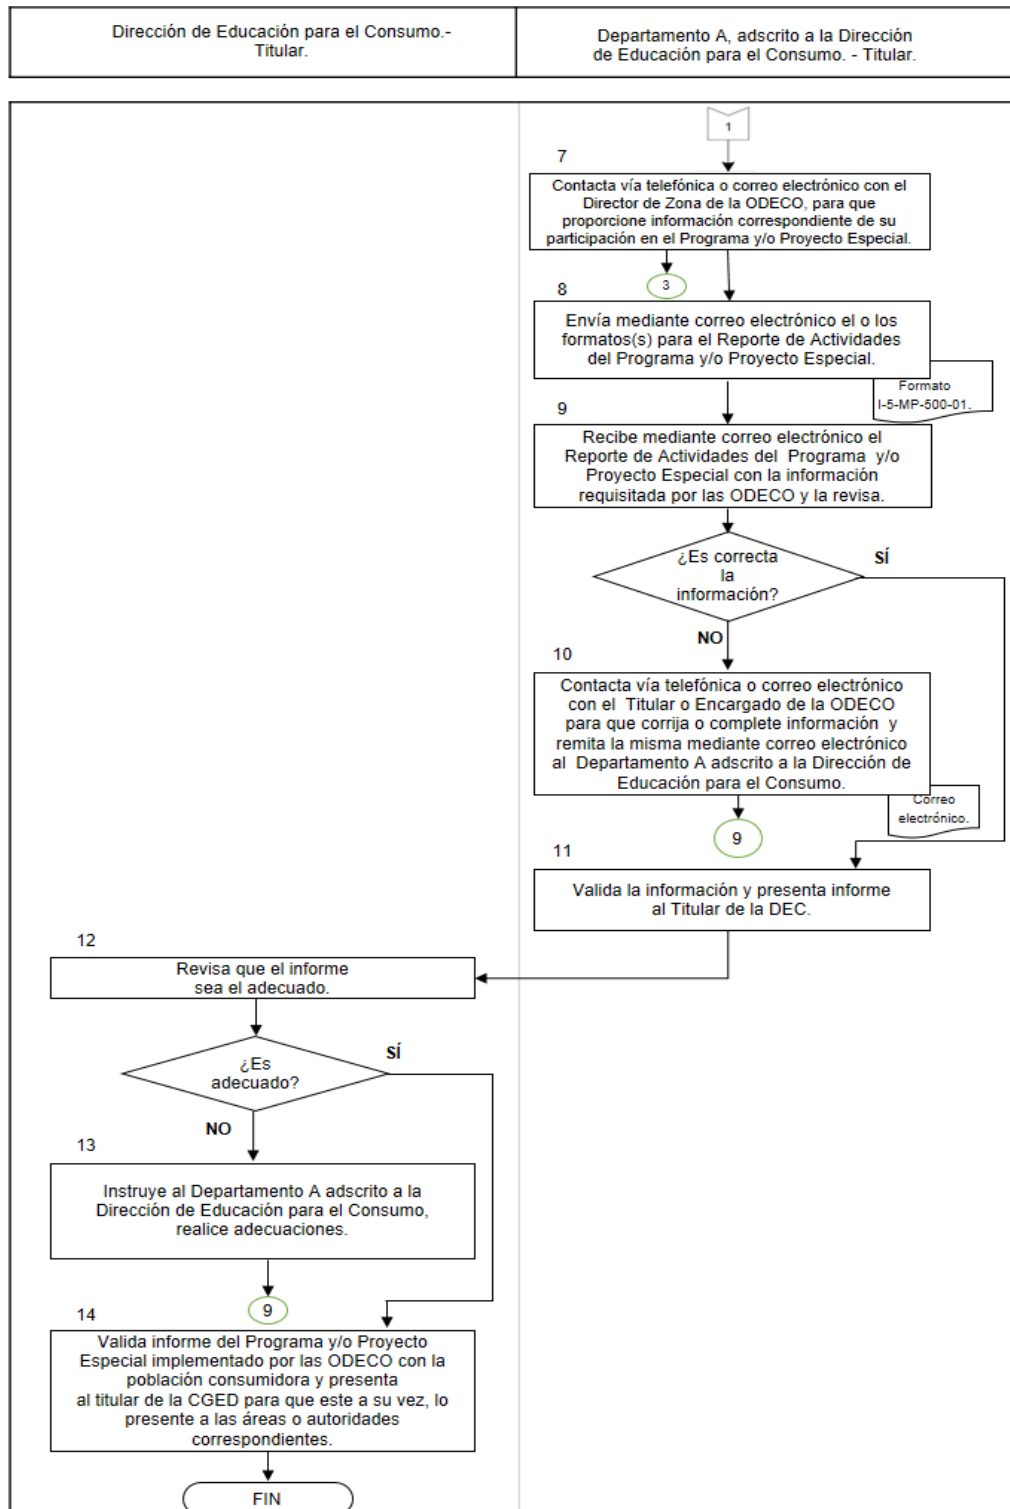 Dirección de Educación para el Consumo.-
Titular.
Departamento A, adscrito a la Dirección
de Educación para el Consumo. - Titular.
1
7
Contacta vía telefónica o correo electrónico con el
Director de Zona de la ODECO, para que
proporcione información correspondiente de su
participación en el Programa y/o Proyecto Especial.
3
8
Envía mediante correo electrónico el o los
formatos(s) para el Reporte de Actividades
del Programa y/o Proyecto Especial.
Formato
I-5-MP-500-01.
9
Recibe mediante correo electrónico el
Reporte de Actividades del Programa y/o
Proyecto Especial con la información
requisitada por las ODECO y la revisa.
¿Es correcta
la
información?
SÍ
NO
10
Contacta vía telefónica o correo electrónico
con el Titular o Encargado de la ODECO
para que corrija o complete información y
remita la misma mediante correo electrónico
al Departamento A adscrito a la Dirección de
Educación para el Consumo.
Correo
electrónico.
9
11
Valida la información y presenta informe
al Titular de la DEC.
12
Revisa que el informe
sea el adecuado.
¿Es
adecuado?
SÍ
NO
13
Instruye al Departamento A adscrito a la
Dirección de Educación para el Consumo,
realice adecuaciones.
9
14
Valida informe del Programa y/o Proyecto
Especial implementado por las ODECO con la
población consumidora y presenta
al titular de la CGED para que este a su vez, lo
presente a las áreas o autoridades
correspondientes.
FIN